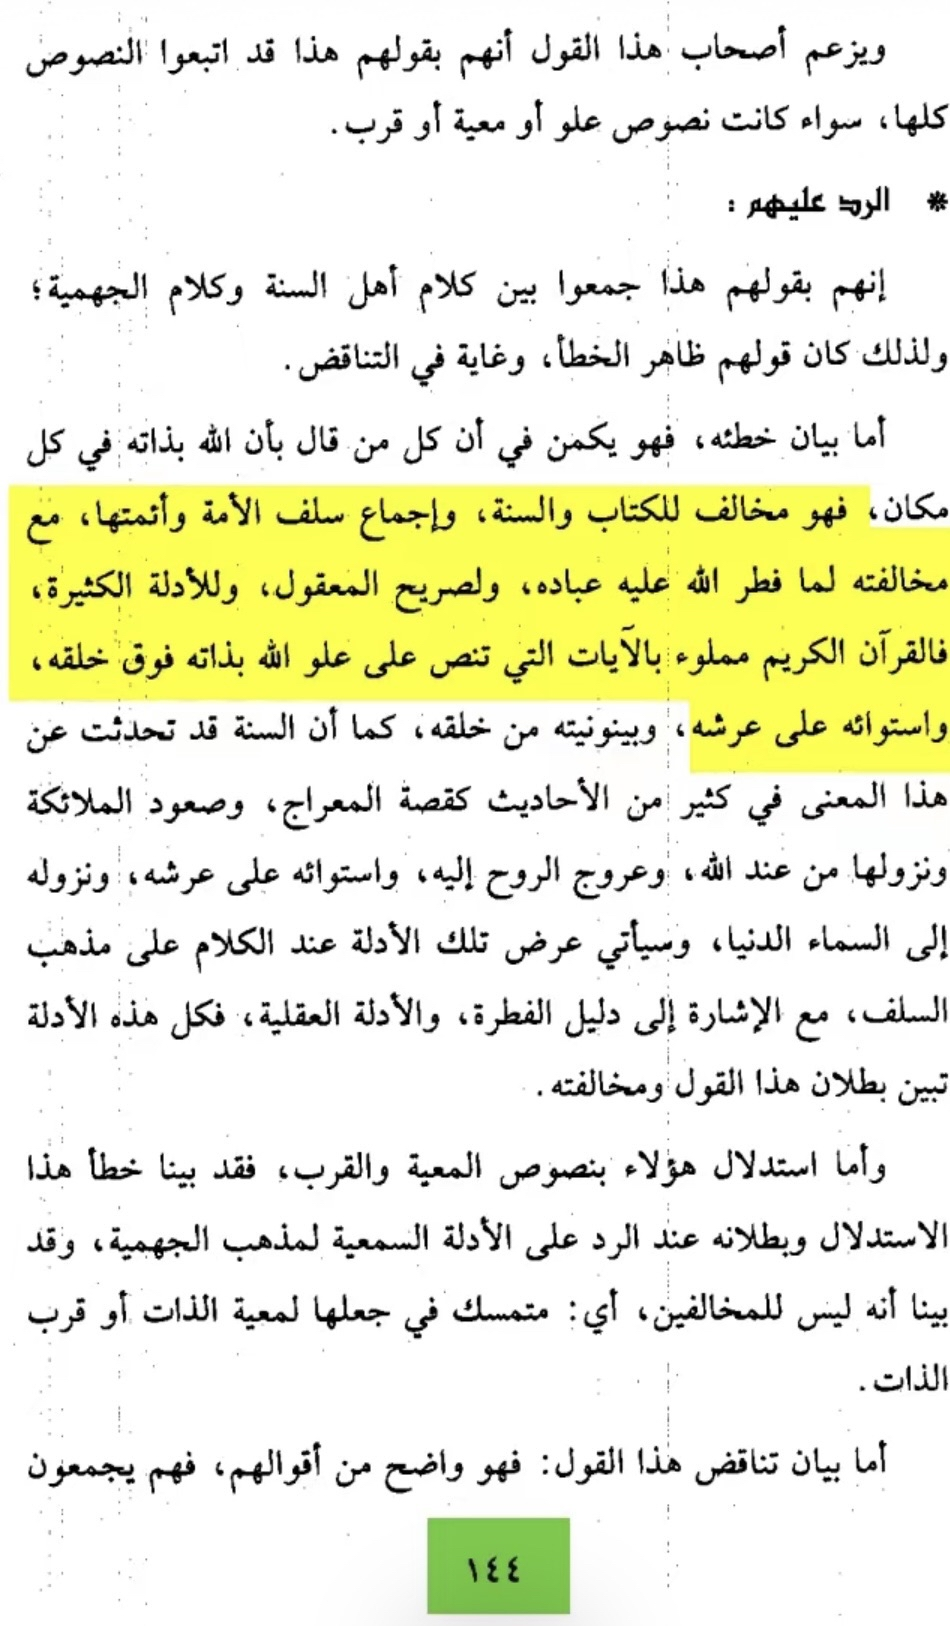 ويزعم أصحاب هذا القول أنهم بقولهم هذا قد اتبعوا النصوص
كلها، سواء كانت نصوص علو أو معية أو قرب.
* الرد عليهم :
إنهم بقولهم هذا جمعوا بين كلام أهل السنة وكلام الجهمية؛
ولذلك كان قولهم ظاهر الخطأ، وغاية في التناقض.
أما بيان خطئه، فهو يكمن في أن كل من قال بأن الله بذاته في كل
مكان، فهو مخالف للكتاب والسنة، وإجماع سلف الأمة وأئمتها، مع
مخالفته لما فطر الله عليه عباده، ولصريح المعقول، وللأدلة الكثيرة،
فالقرآن الكريم مملوء بالآيات التي تنص على علو الله بذاته فوق خلقه،
واستوائه على عرشه، وبينونيته من خلقه، كما أن السنة قد تحدثت عن
هذا المعنى في كثير من الأحاديث كقصة المعراج، وصعود الملائكة
ونزولها من عند الله، وعروج الروح إليه، واستوائه على عرشه، ونزوله
إلى السماء الدنيا، وسيأتي عرض تلك الأدلة عند الكلام على مذهب
السلف، مع الإشارة إلى دليل الفطرة، والأدلة العقلية، فكل هذه الأدلة
تبين بطلان هذا القول ومخالفته.
وأما استدلال هؤلاء بنصوص المعية والقرب، فقد بينا خطأ هذا
الاستدلال وبطلانه عند الرد على الأدلة السمعية لمذهب الجهمية، وقد
بينا أنه ليس للمخالفين، أي: متمسك في جعلها لمعية الذات أو قرب
الذات.
أما بيان تناقض هذا القول: فهو واضح من أقوالهم، فهم يجمعون
١٤٤